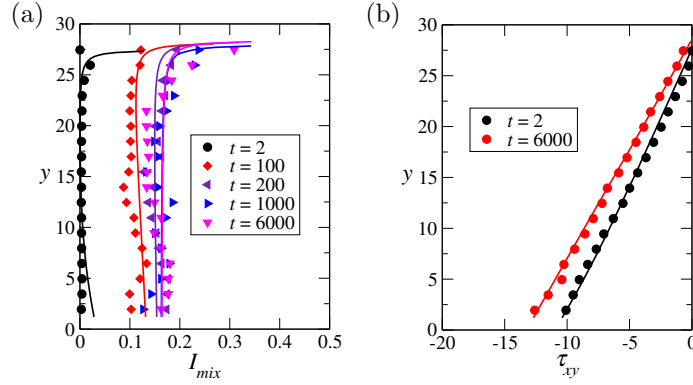 (a)
(b)
30
25
20
15
10
5
0
y
t = 2
t = 100
t = 200
t = 1000
t = 6000
0 0.1 0.2 0.3 0.4 0.5
I_mix
30
25
20
15
10
5
0
y
t = 2
t = 6000
-20 -15 -10 -5 0
τ_xy